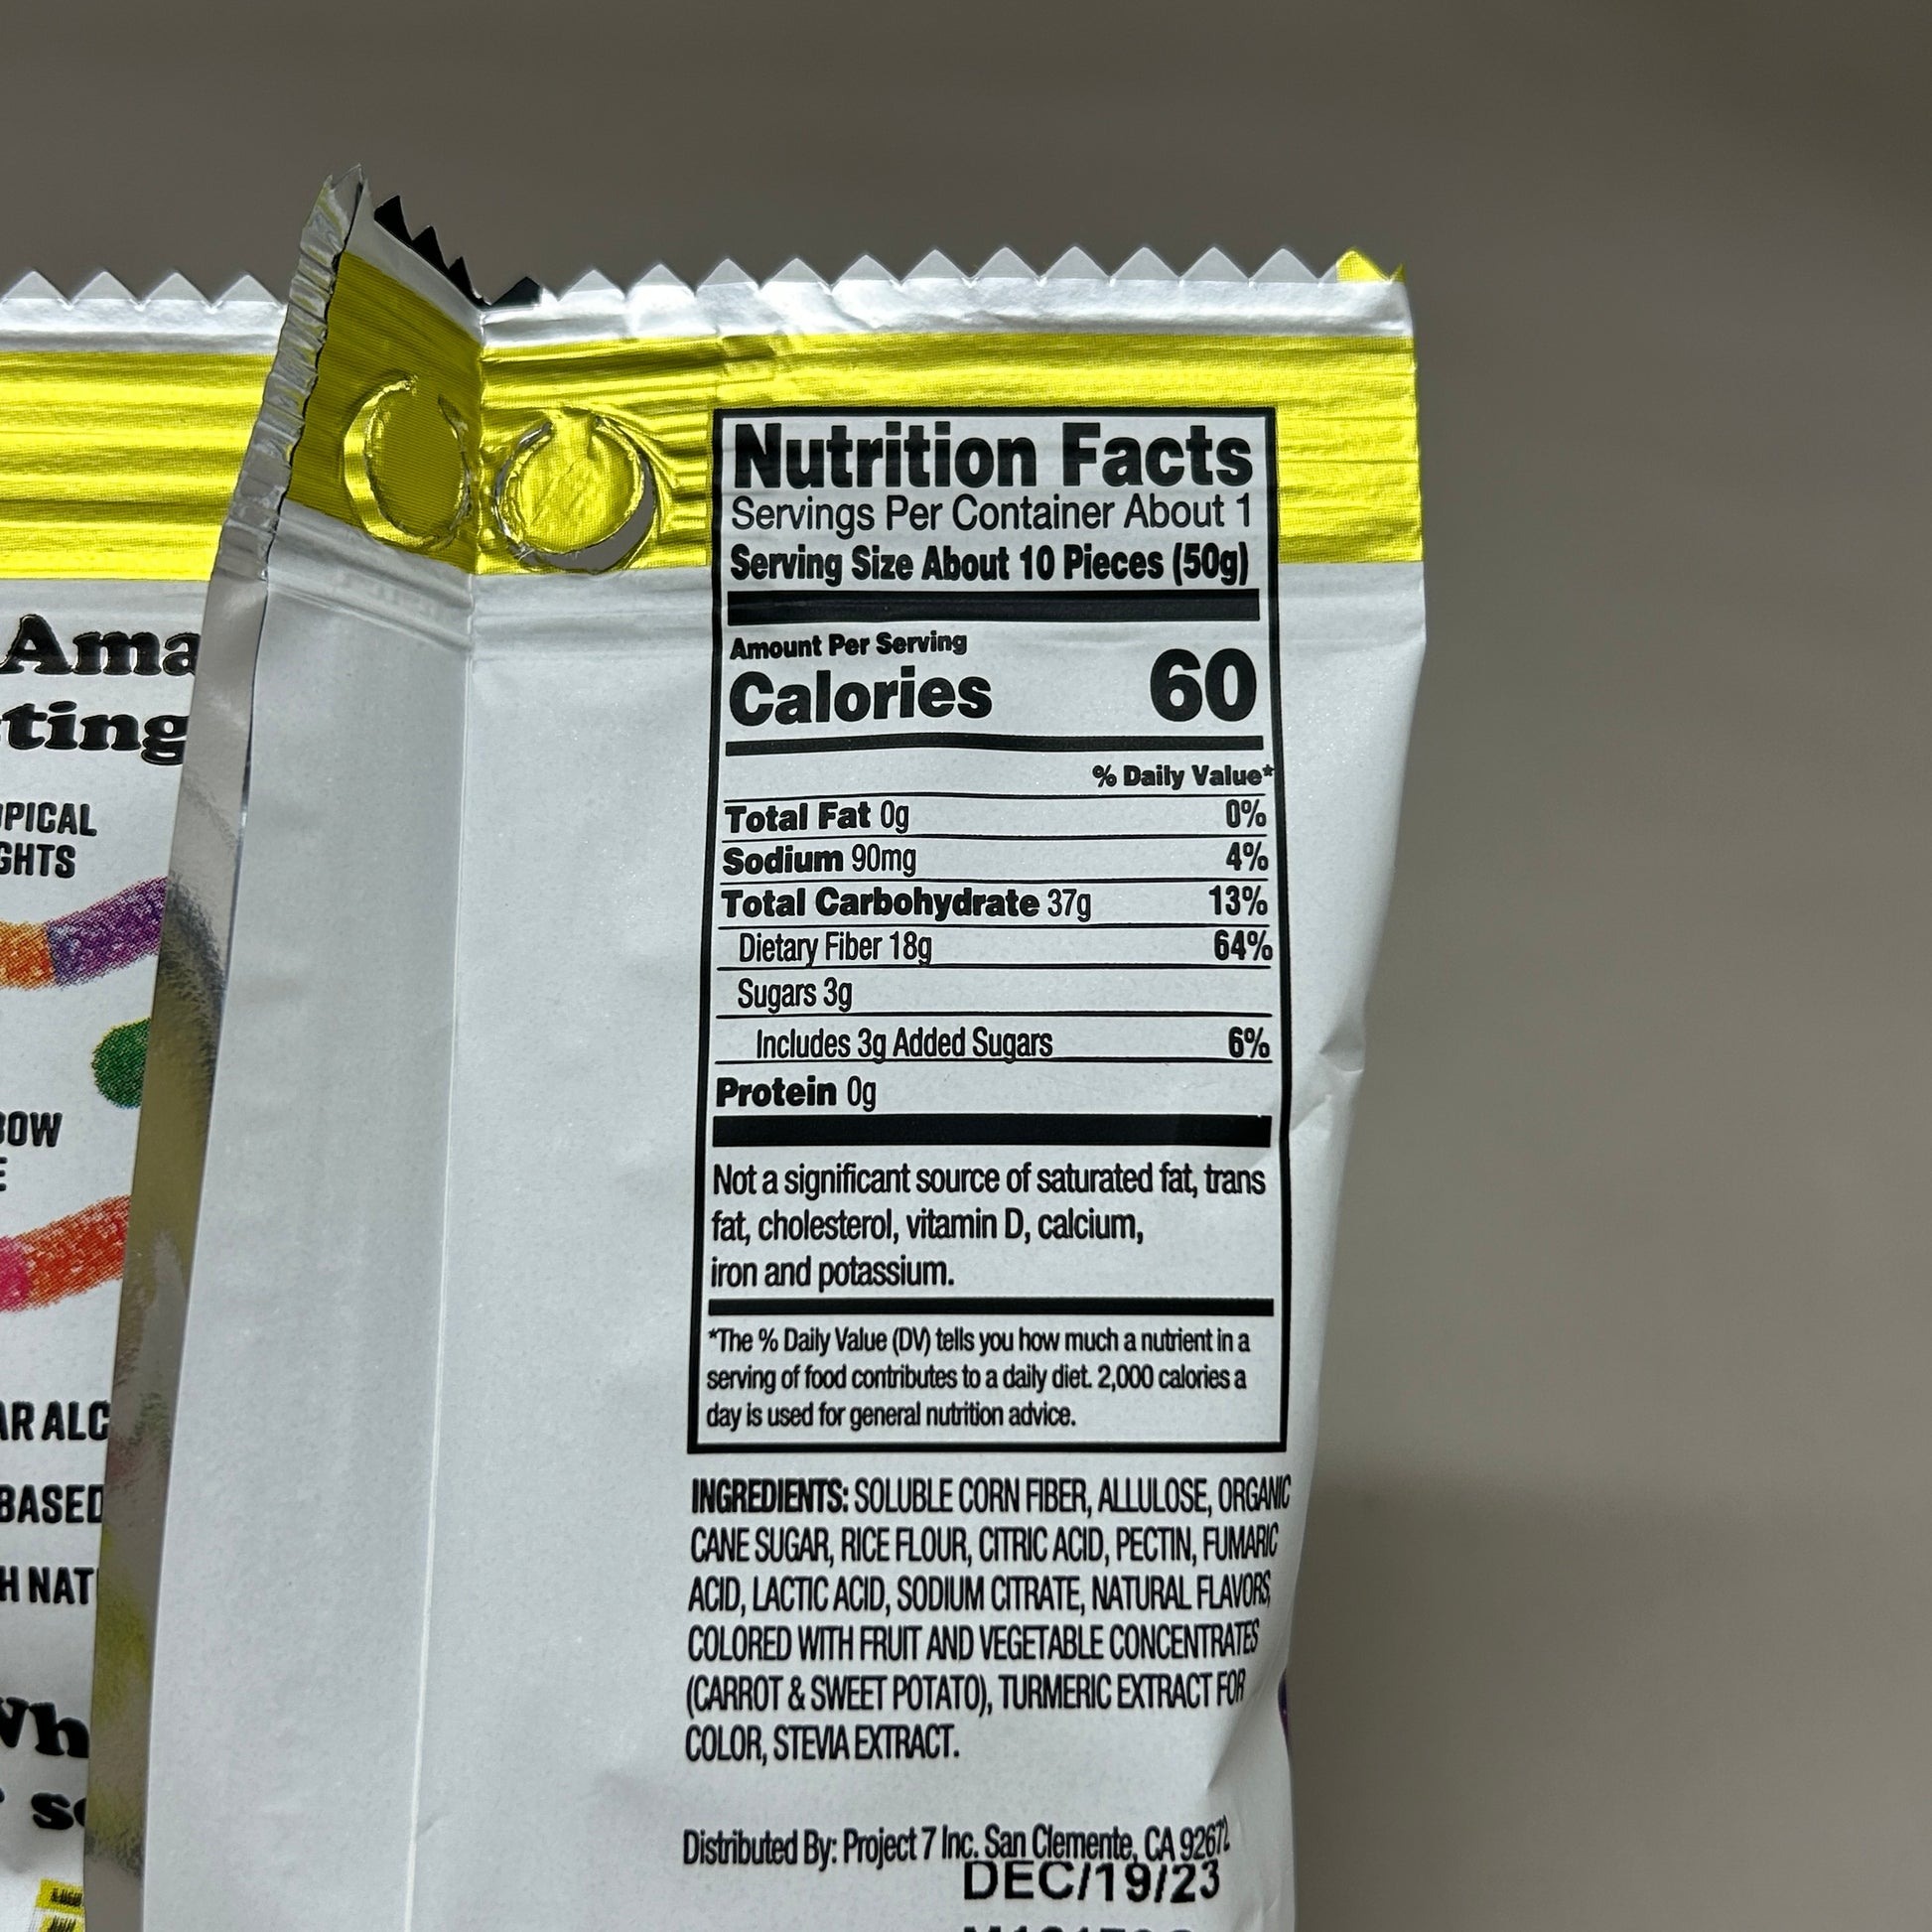 Ama
ting
OPICAL
GHTS
BOW
E
AR ALC
BASED
H NAT
Wh
so
Nutrition Facts
Servings Per Container About 1
Serving Size About 10 Pieces (50g)
Amount Per Serving
Calories 60
% Daily Value*
Total Fat 0g 0%
Sodium 90mg 4%
Total Carbohydrate 37g 13%
Dietary Fiber 18g 64%
Sugars 3g
Includes 3g Added Sugars 6%
Protein 0g
Not a significant source of saturated fat, trans
fat, cholesterol, vitamin D, calcium,
iron and potassium.
*The % Daily Value (DV) tells you how much a nutrient in a
serving of food contributes to a daily diet. 2,000 calories a
day is used for general nutrition advice.
INGREDIENTS: SOLUBLE CORN FIBER, ALLULOSE, ORGANIC
CANE SUGAR, RICE FLOUR, CITRIC ACID, PECTIN, FUMARIC
ACID, LACTIC ACID, SODIUM CITRATE, NATURAL FLAVORS,
COLORED WITH FRUIT AND VEGETABLE CONCENTRATES
(CARROT & SWEET POTATO), TURMERIC EXTRACT FOR
COLOR, STEVIA EXTRACT.
Distributed By: Project 7 Inc. San Clemente, CA 92672
DEC/19/23